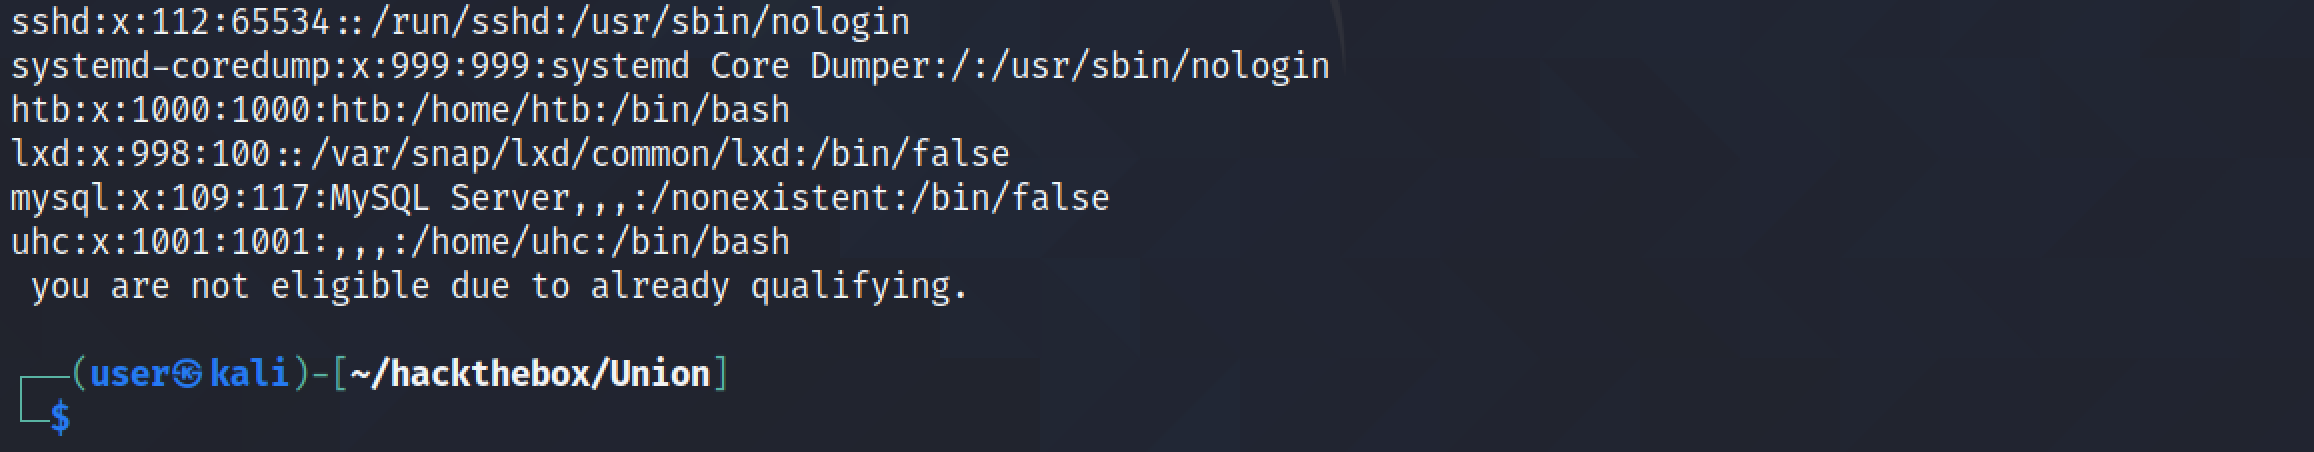 sshd:x:112:65534::/run/sshd:/usr/sbin/nologin
systemd-coredump:x:999:999:systemd Core Dumper:/:/usr/sbin/nologin
htb:x:1000:1000:htb:/home/htb:/bin/bash
lxd:x:998:100::/var/snap/lxd/common/lxd:/bin/false
mysql:x:109:117:MySQL Server,,,:/nonexistent:/bin/false
uhc:x:1001:1001:,,,:/home/uhc:/bin/bash
 you are not eligible due to already qualifying.
┌──(user㉿kali)-[~/hackthebox/Union]
└─$